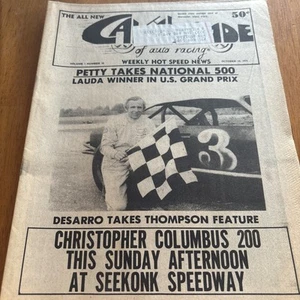 THE ALL NEW
50¢
of auto racing
WEEKLY HOT SPEED NEWS
PETTY TAKES NATIONAL 500
LAUDA WINNER IN U.S. GRAND PRIX
3
DESARRO TAKES THOMPSON FEATURE
CHRISTOPHER COLUMBUS 200
THIS SUNDAY AFTERNOON
AT SEEKONK SPEEDWAY